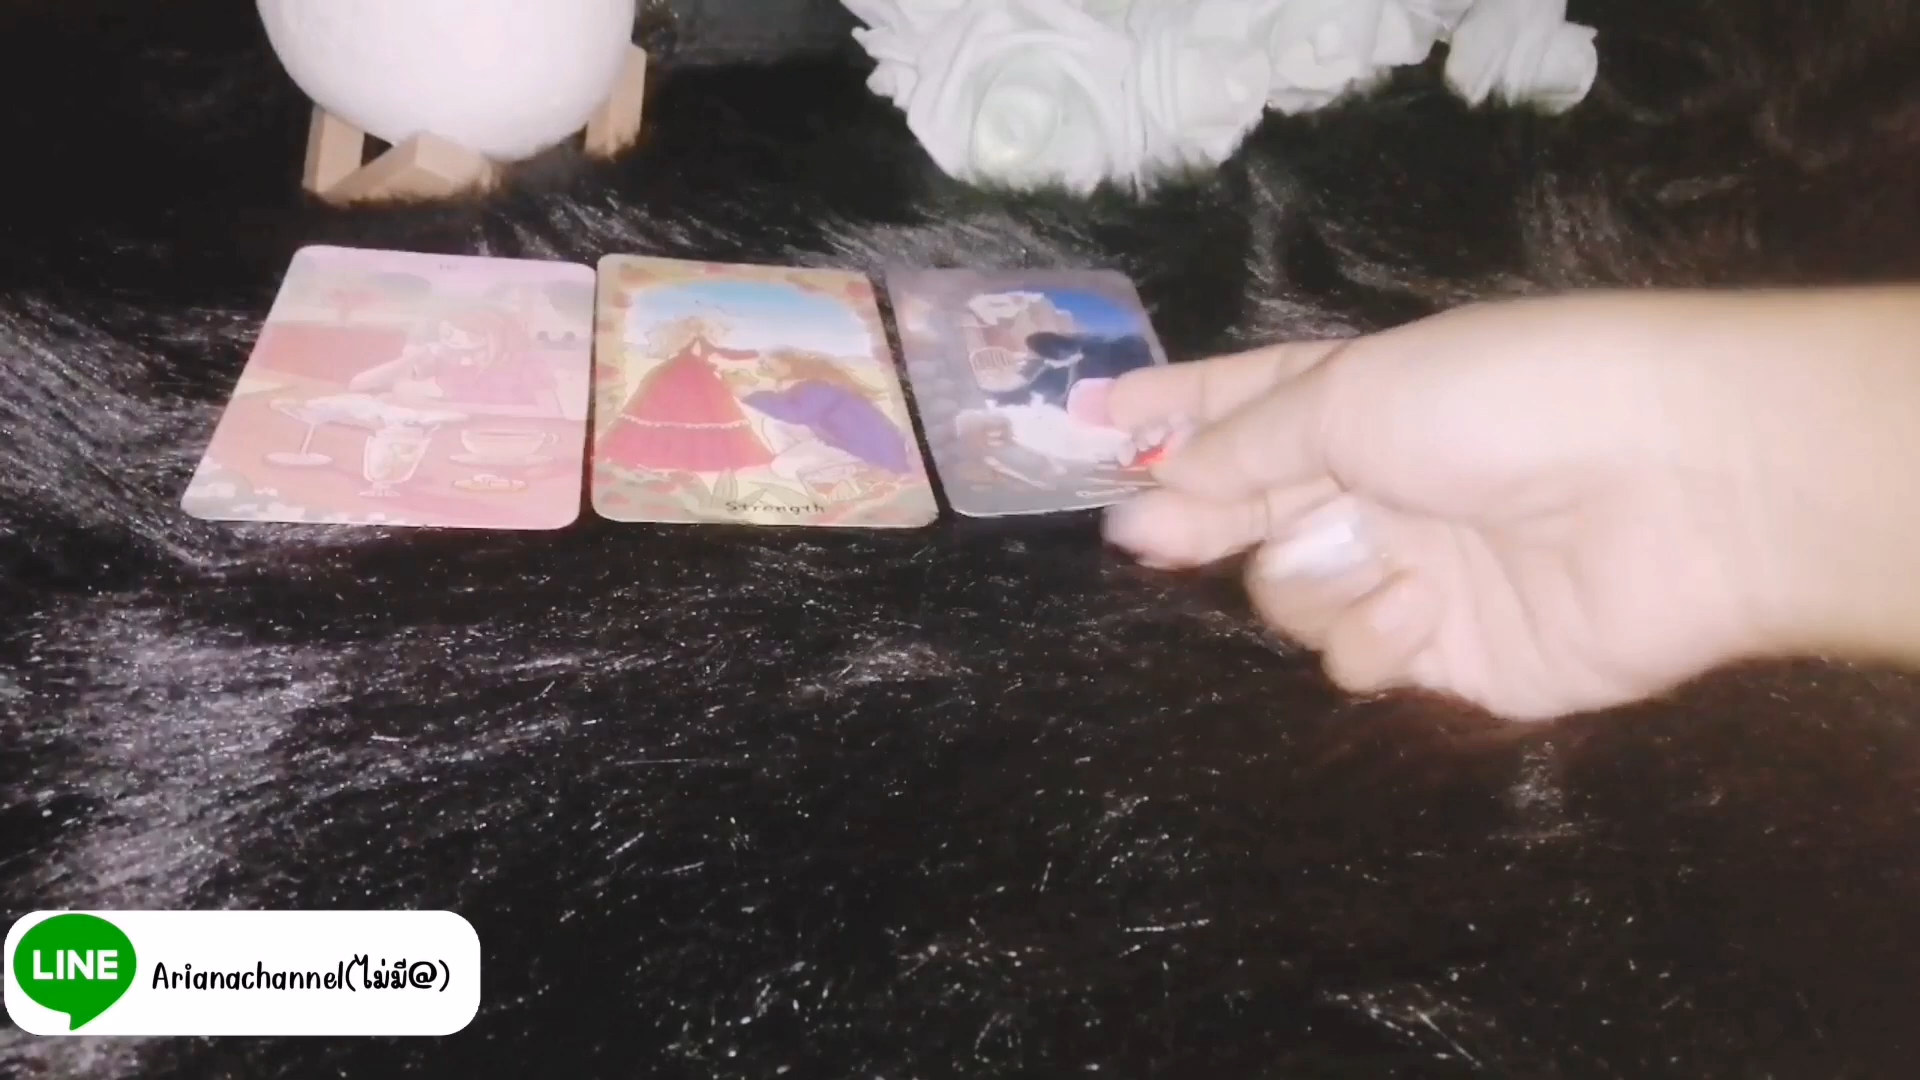 Strength
LINE
Arianachannel(ไม่มี@)